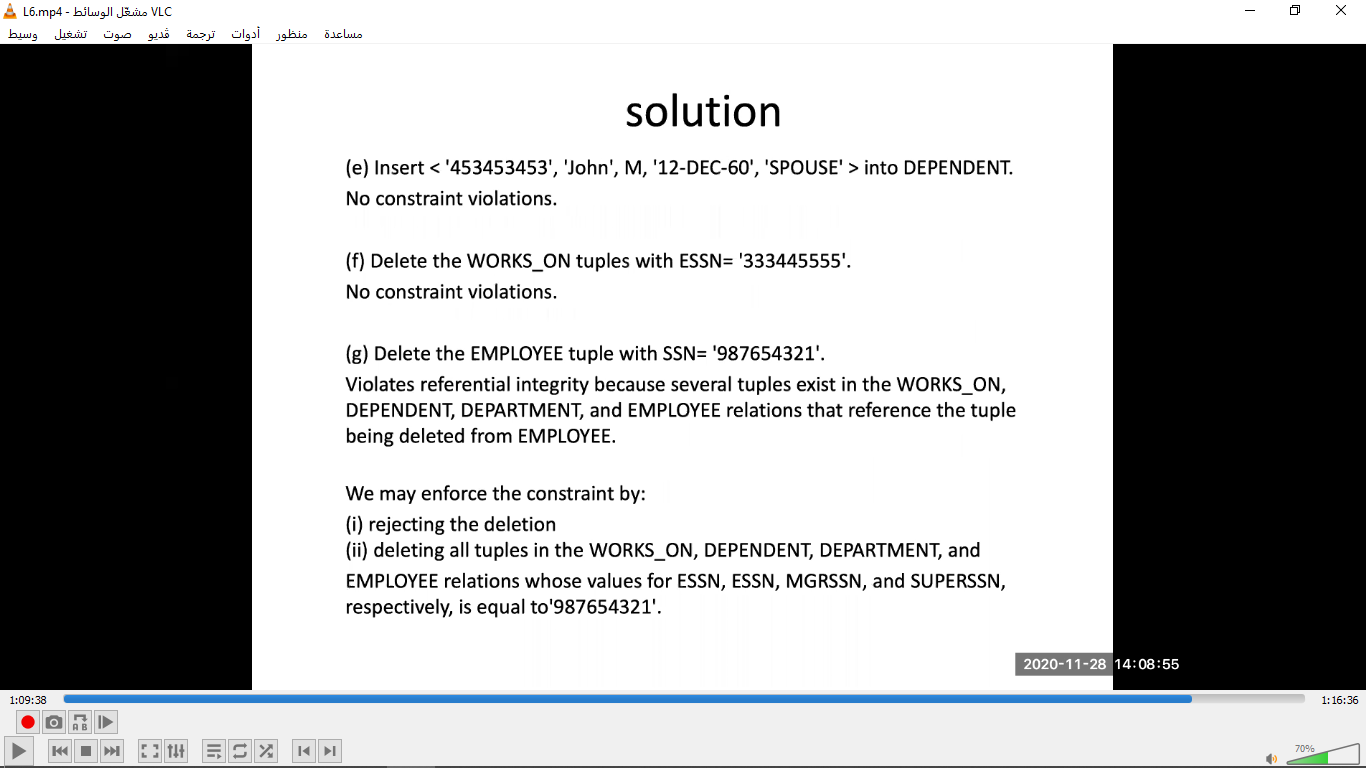 L6.mp4 - مشغّل الوسائط VLC
وسيط تشغيل صوت ڤديو ترجمة أدوات منظور مساعدة
solution
(e) Insert < '453453453', 'John', M, '12-DEC-60', 'SPOUSE' > into DEPENDENT.
No constraint violations.
(f) Delete the WORKS_ON tuples with ESSN= '333445555'.
No constraint violations.
(g) Delete the EMPLOYEE tuple with SSN= '987654321'.
Violates referential integrity because several tuples exist in the WORKS_ON,
DEPENDENT, DEPARTMENT, and EMPLOYEE relations that reference the tuple
being deleted from EMPLOYEE.
We may enforce the constraint by:
(i) rejecting the deletion
(ii) deleting all tuples in the WORKS_ON, DEPENDENT, DEPARTMENT, and
EMPLOYEE relations whose values for ESSN, ESSN, MGRSSN, and SUPERSSN,
respectively, is equal to'987654321'.
2020-11-28 14:08:55
1:09:38 1:16:36
A B
70%